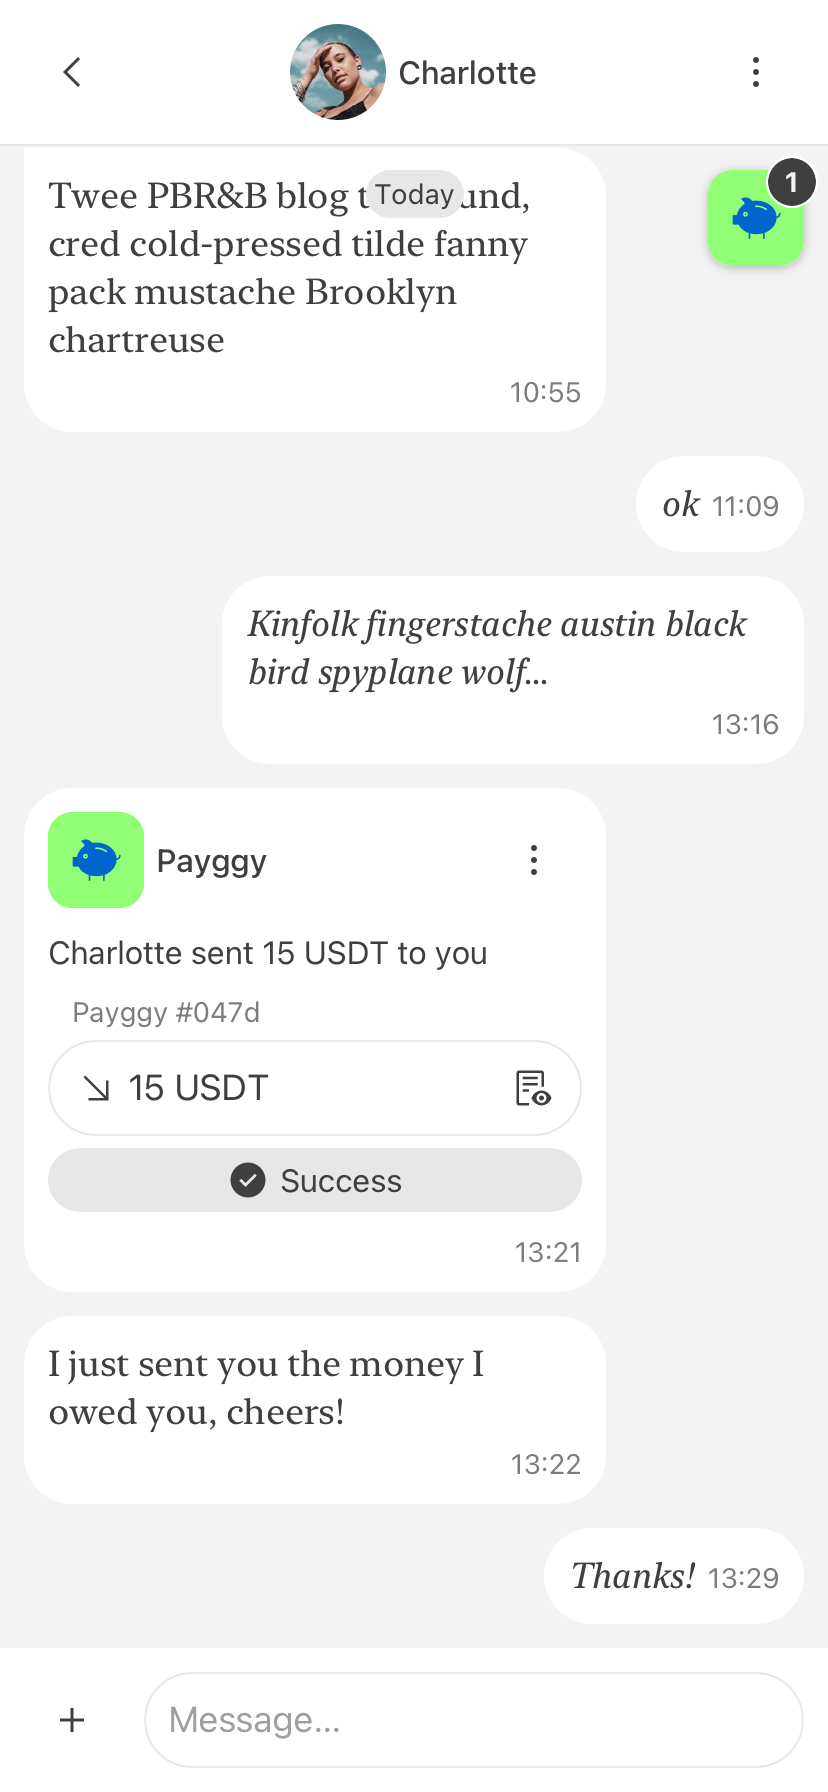 Charlotte
Today
1
Twee PBR&B blog und,
cred cold-pressed tilde fanny
pack mustache Brooklyn
chartreuse
10:55
ok 11:09
Kinfolk fingerstache austin black
bird spyplane wolf...
13:16
Payggy
Charlotte sent 15 USDT to you
Payggy #047d
15 USDT
Success
13:21
I just sent you the money I
owed you, cheers!
13:22
Thanks! 13:29
Message...